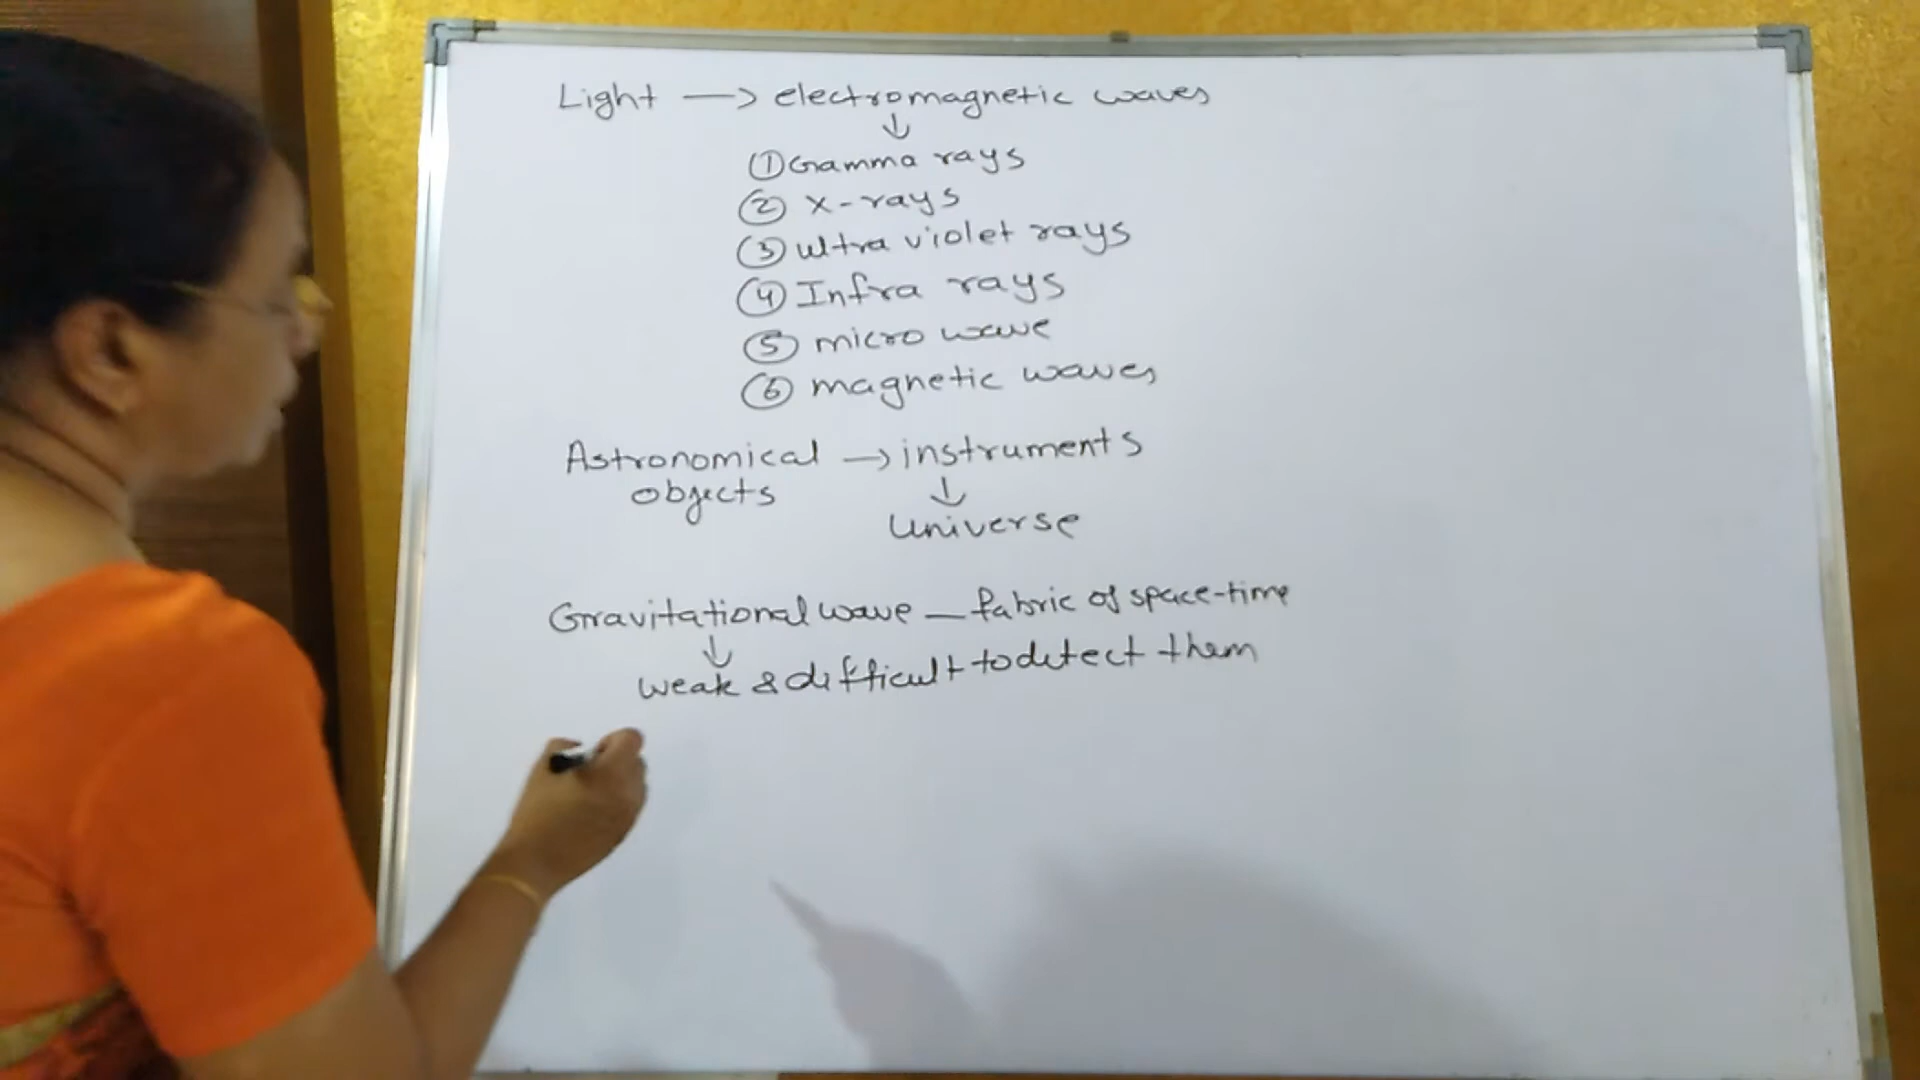 Light —> electromagnetic waves
↓
① Gamma rays
② X-rays
③ ultra violet rays
④ Infra rays
⑤ micro wave
⑥ magnetic waves
Astronomical —> instruments
objects ↓
Universe
Gravitational wave — fabric of space-time
↓
weak & difficult to detect them